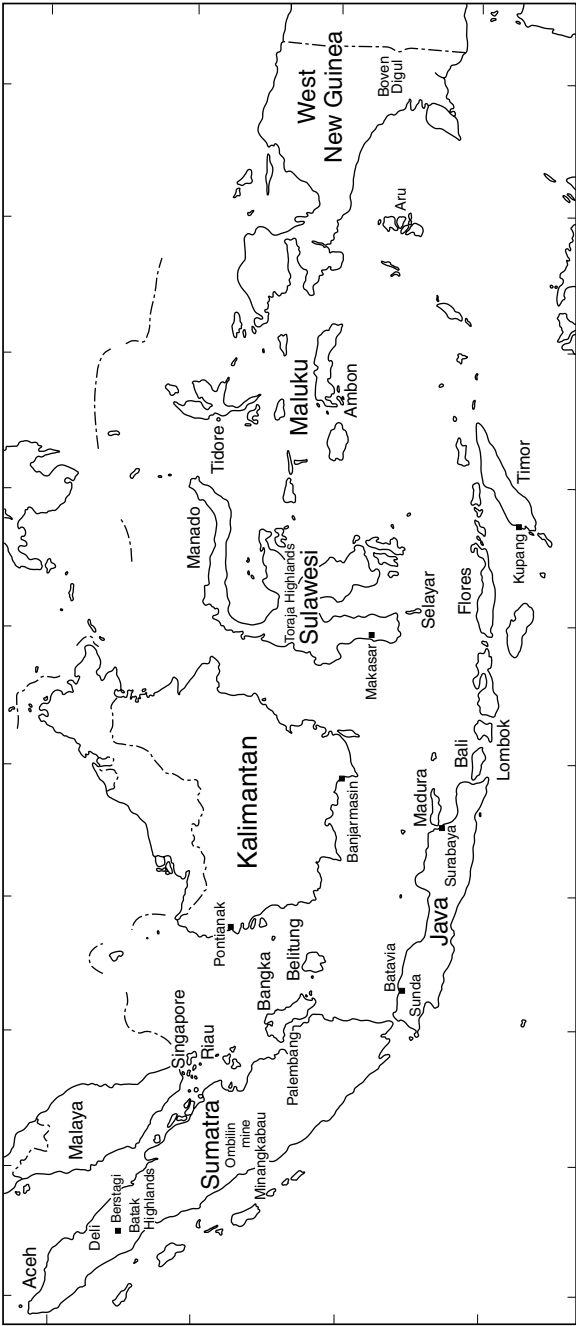 Aceh
Deli
Berstagi
Batak
Highlands
Malaya
Singapore
Riau
Sumatra
Ombilin
mine
Minangkabau
Palembang
Bangka
Belitung
Pontianak
Kalimantan
Banjarmasin
Batavia
Sunda
Java
Surabaya
Madura
Bali
Lombok
Manado
Toraja Highlands
Sulawesi
Makasar
Selayar
Flores
Kupang
Timor
Tidore
Maluku
Ambon
Aru
West
New Guinea
Boven
Digul